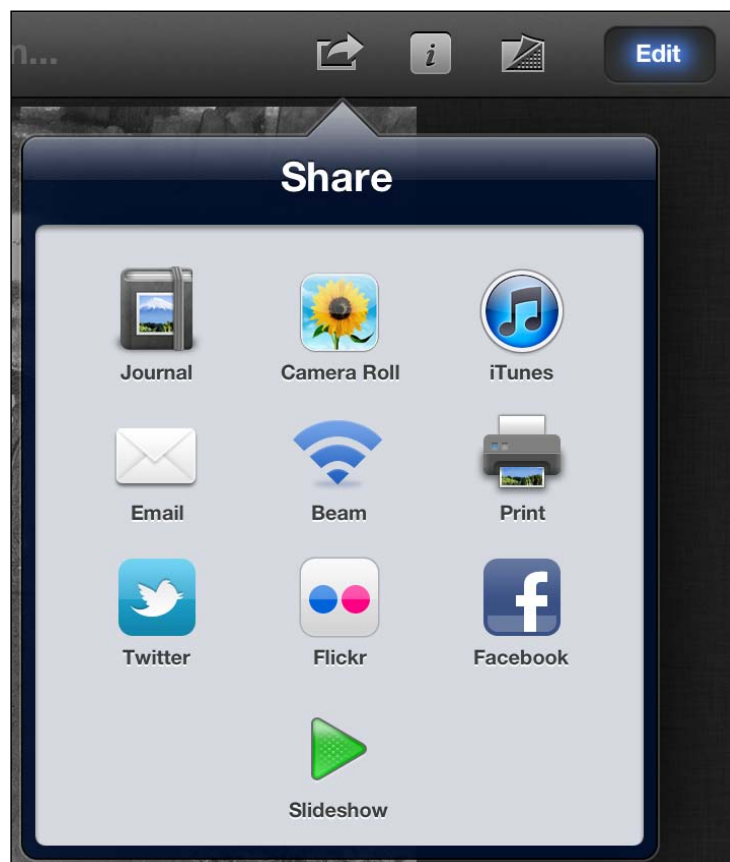 n...
Edit
Share
Journal
Camera Roll
iTunes
Email
Beam
Print
Twitter
Flickr
Facebook
Slideshow